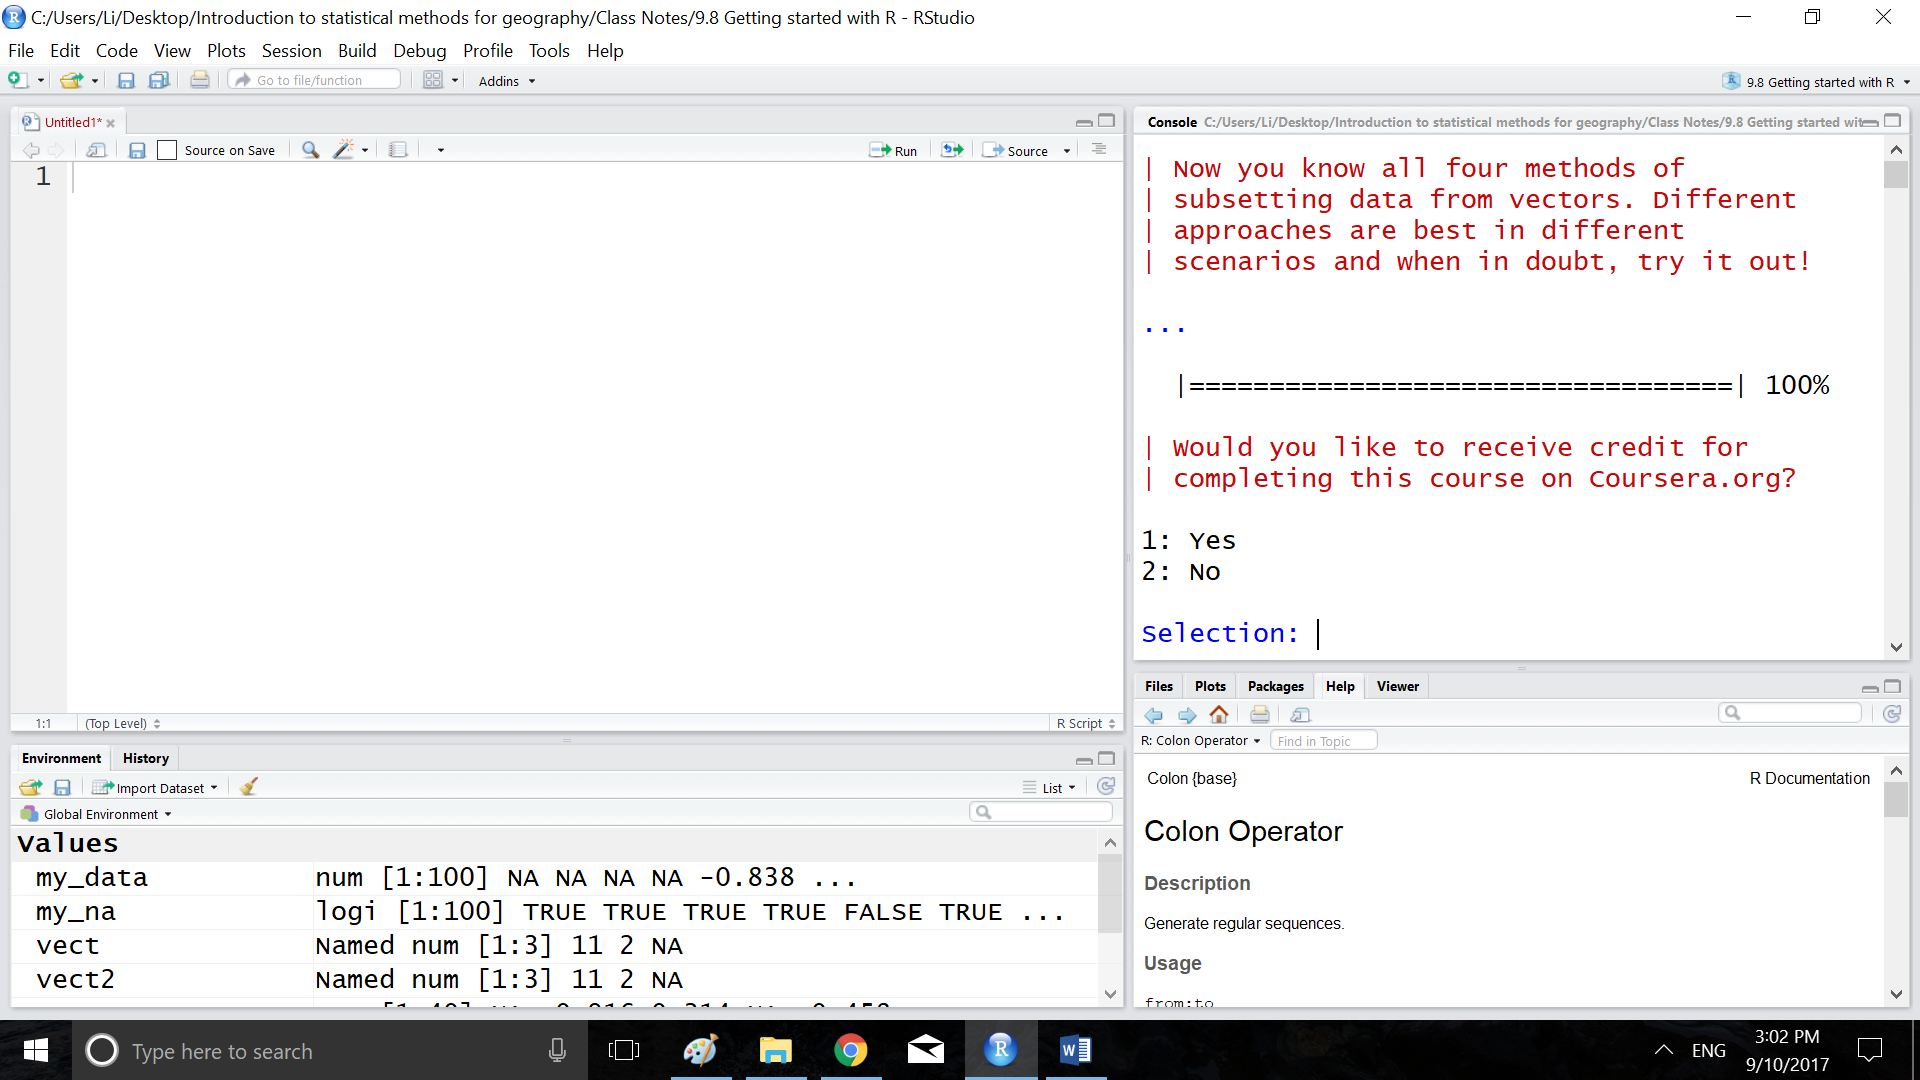 C:/Users/Li/Desktop/Introduction to statistical methods for geography/Class Notes/9.8 Getting started with R - RStudio
File Edit Code View Plots Session Build Debug Profile Tools Help
Go to file/function Addins 9.8 Getting started with R
Untitled1*
Source on Save Run Source
1
1:1 (Top Level) R Script
Console C:/Users/Li/Desktop/Introduction to statistical methods for geography/Class Notes/9.8 Getting started wit
| Now you know all four methods of
| subsetting data from vectors. Different
| approaches are best in different
| scenarios and when in doubt, try it out!
...
|==================================| 100%
| Would you like to receive credit for
| completing this course on Coursera.org?
1: Yes
2: No
Selection:
Environment History
Import Dataset List
Global Environment
Values
my_data num [1:100] NA NA NA NA -0.838 ...
my_na logi [1:100] TRUE TRUE TRUE TRUE FALSE TRUE ...
vect Named num [1:3] 11 2 NA
vect2 Named num [1:3] 11 2 NA
Files Plots Packages Help Viewer
R: Colon Operator Find in Topic
Colon {base} R Documentation
Colon Operator
Description
Generate regular sequences.
Usage
from:to
Type here to search
ENG
3:02 PM
9/10/2017